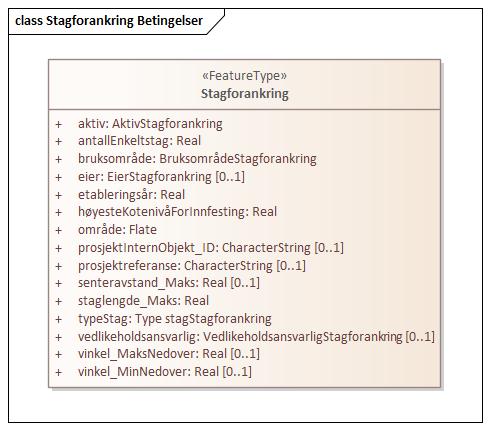 class Stagforankring Betingelser
«FeatureType»
Stagforankring
+ aktiv: AktivStagforankring
+ antallEnkeltstag: Real
+ bruksområde: BruksområdeStagforankring
+ eier: EierStagforankring [0..1]
+ etableringsår: Real
+ høyesteKotenivåForInnfesting: Real
+ område: Flate
+ prosjektInternObjekt_ID: CharacterString [0..1]
+ prosjektreferanse: CharacterString [0..1]
+ senteravstand_Maks: Real [0..1]
+ staglengde_Maks: Real
+ typeStag: Type stagStagforankring
+ vedlikeholdsansvarlig: VedlikeholdsansvarligStagforankring [0..1]
+ vinkel_MaksNedover: Real [0..1]
+ vinkel_MinNedover: Real [0..1]